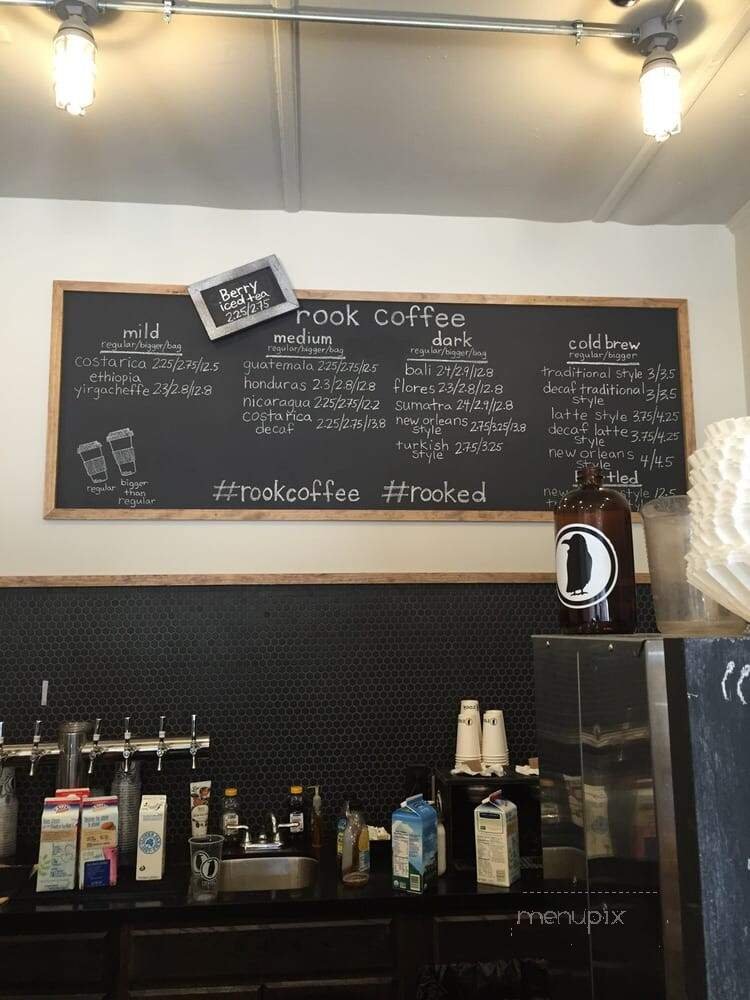 Berry
iced tea
2.25/2.75
rook coffee
mild
regular/bigger/bag
costa rica 2.25/2.75/12.5
ethiopia
yirgacheffe 2.3/2.8/12.8
regular
bigger
than
regular
medium
regular/bigger/bag
guatemala 2.25/2.75/12.5
honduras 2.3/2.8/12.8
nicaragua 2.25/2.75/12.2
costa rica
decaf 2.25/2.75/13.8
dark
regular/bigger/bag
bali 2.4/2.9/12.8
flores 2.3/2.8/12.8
sumatra 2.4/2.9/12.8
new orleans
style 2.75/3.25/13.8
turkish
style 2.75/3.25
cold brew
regular/bigger
traditional style 3/3.5
decaf traditional
style 3/3.5
latte style 3.75/4.25
decaf latte
style 3.75/4.25
new orleans
style 4/4.5
#rookcoffee #rooked
menupix